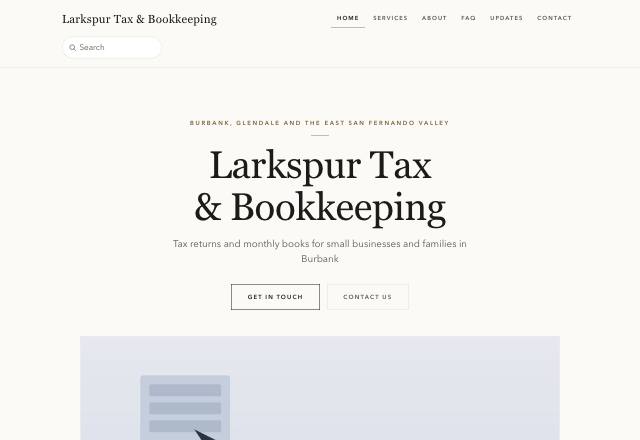 Larkspur Tax & Bookkeeping
HOME SERVICES ABOUT FAQ UPDATES CONTACT
Search
BURBANK, GLENDALE AND THE EAST SAN FERNANDO VALLEY
Larkspur Tax
& Bookkeeping
Tax returns and monthly books for small businesses and families in
Burbank
GET IN TOUCH CONTACT US